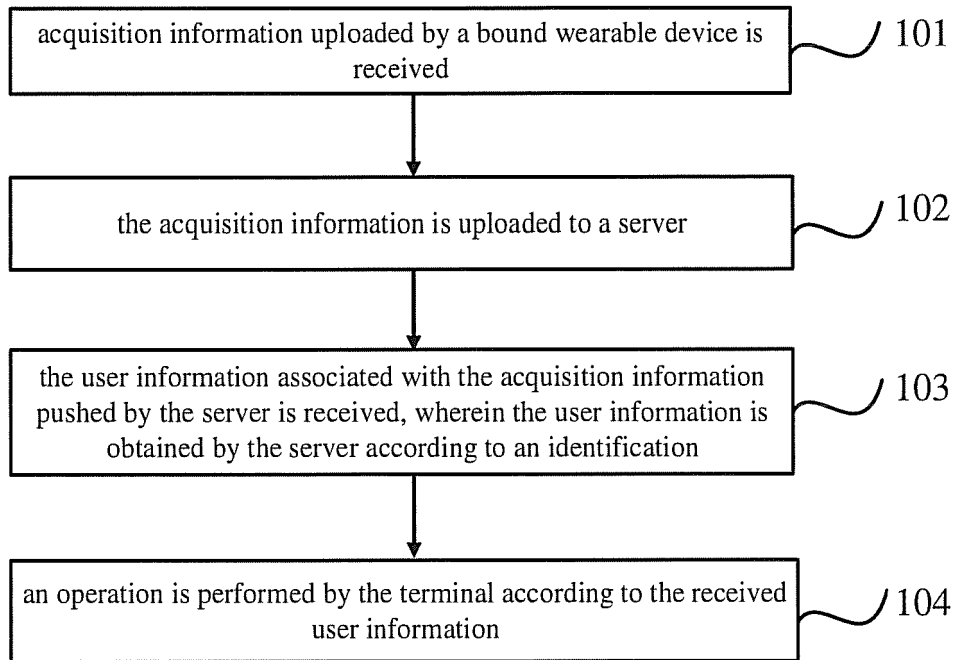 acquisition information uploaded by a bound wearable device is
received
101
the acquisition information is uploaded to a server
102
the user information associated with the acquisition information
pushed by the server is received, wherein the user information is
obtained by the server according to an identification
103
an operation is performed by the terminal according to the received
user information
104